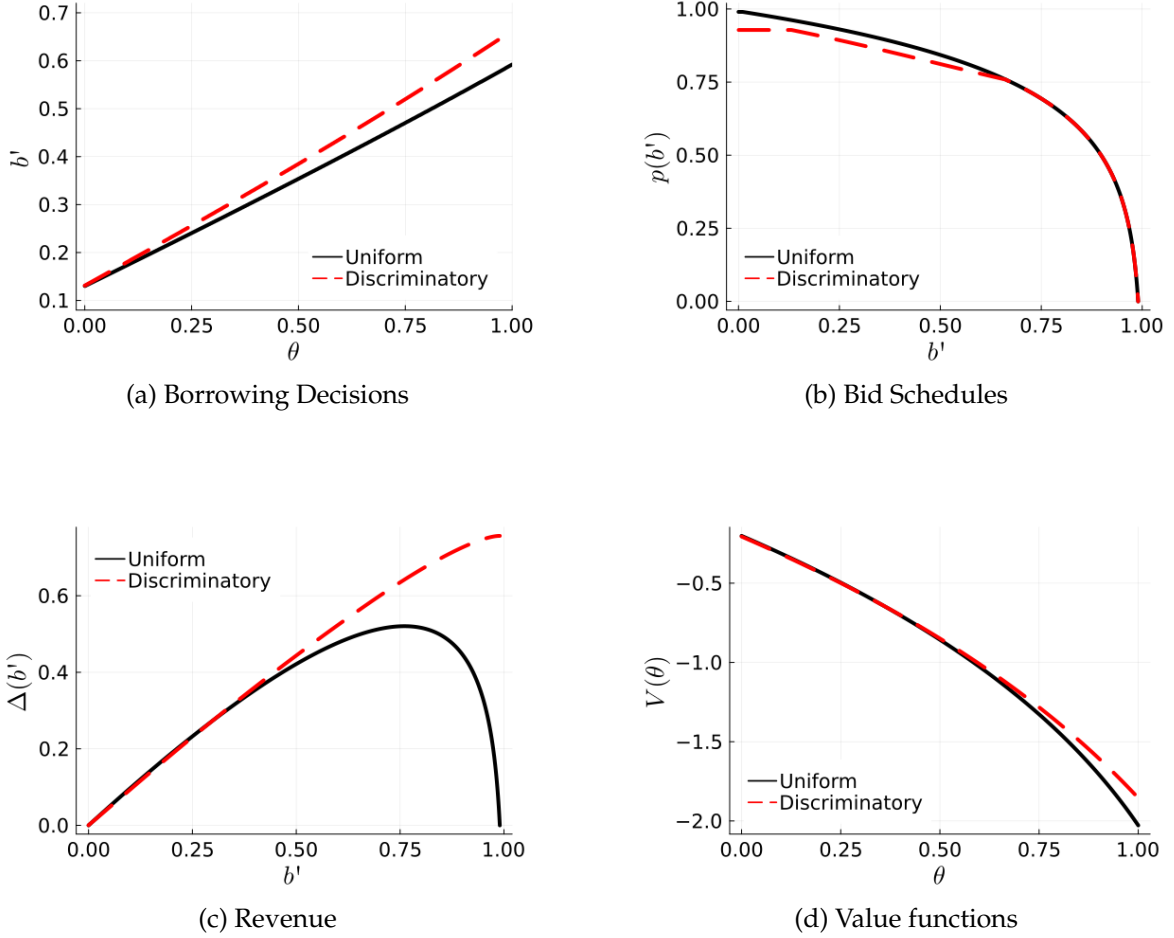 0.7
0.6
0.5
0.4
0.3
0.2
0.1
b'
0.00 0.25 0.50 0.75 1.00
θ
Uniform
Discriminatory
(a) Borrowing Decisions
1.00
0.75
0.50
0.25
0.00
p(b')
0.00 0.25 0.50 0.75 1.00
b'
Uniform
Discriminatory
(b) Bid Schedules
0.6
0.4
0.2
0.0
Δ(b')
0.00 0.25 0.50 0.75 1.00
b'
Uniform
Discriminatory
(c) Revenue
−0.5
−1.0
−1.5
−2.0
V(θ)
0.00 0.25 0.50 0.75 1.00
θ
Uniform
Discriminatory
(d) Value functions